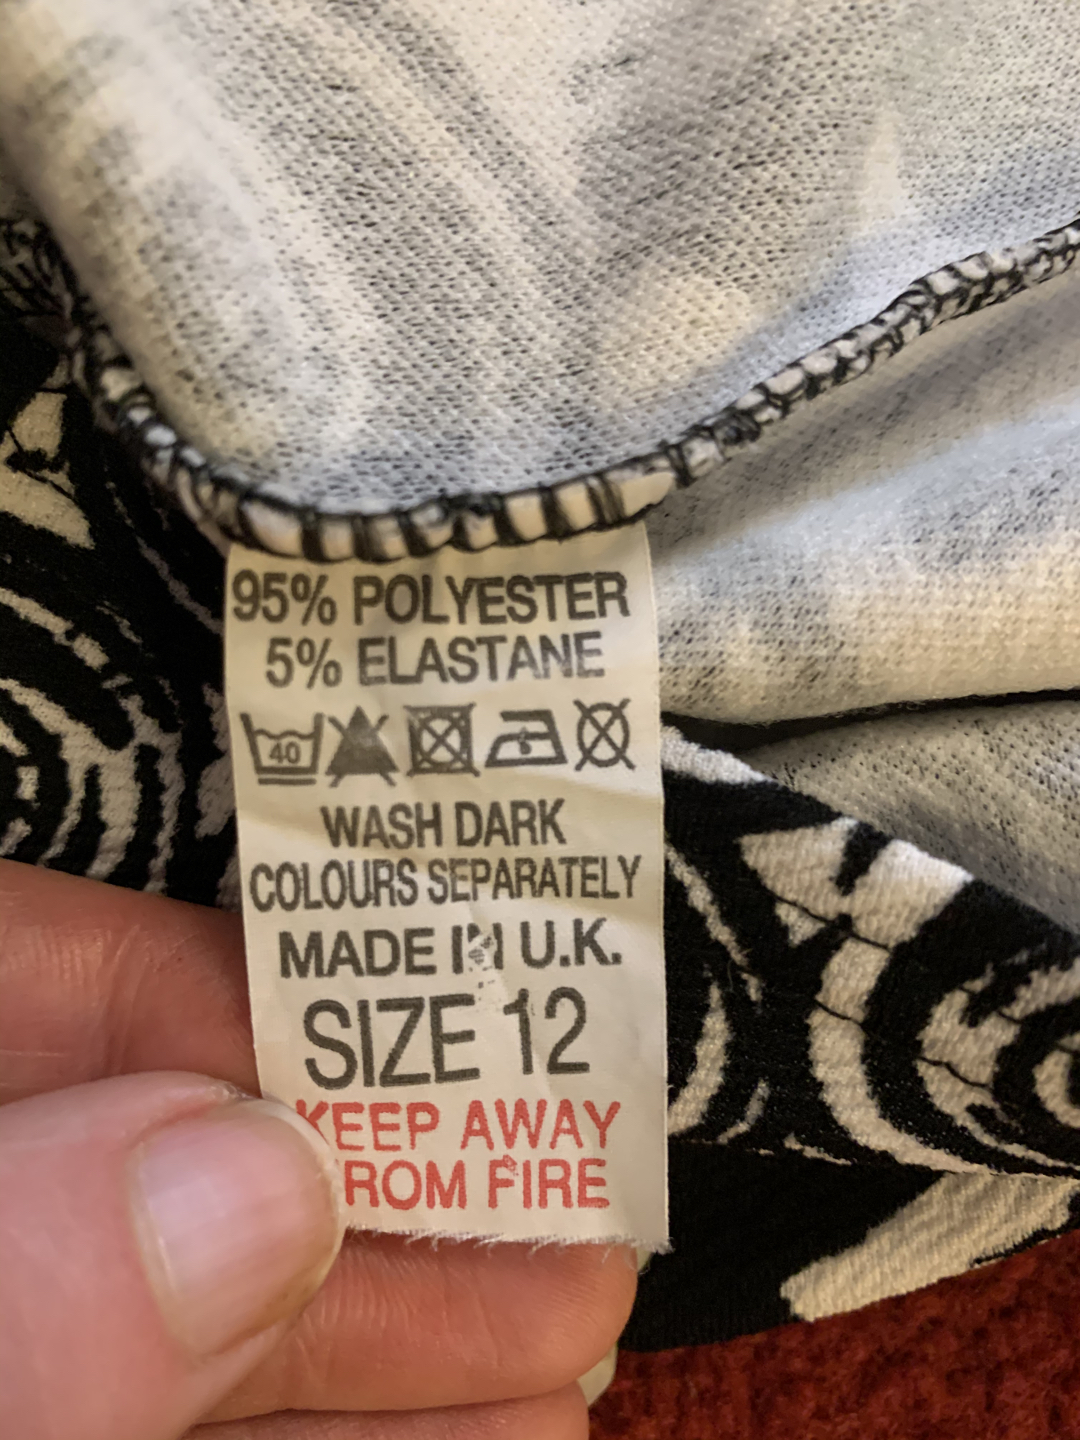 95% POLYESTER
5% ELASTANE
40
WASH DARK
COLOURS SEPARATELY
MADE IN U.K.
SIZE 12
KEEP AWAY
FROM FIRE